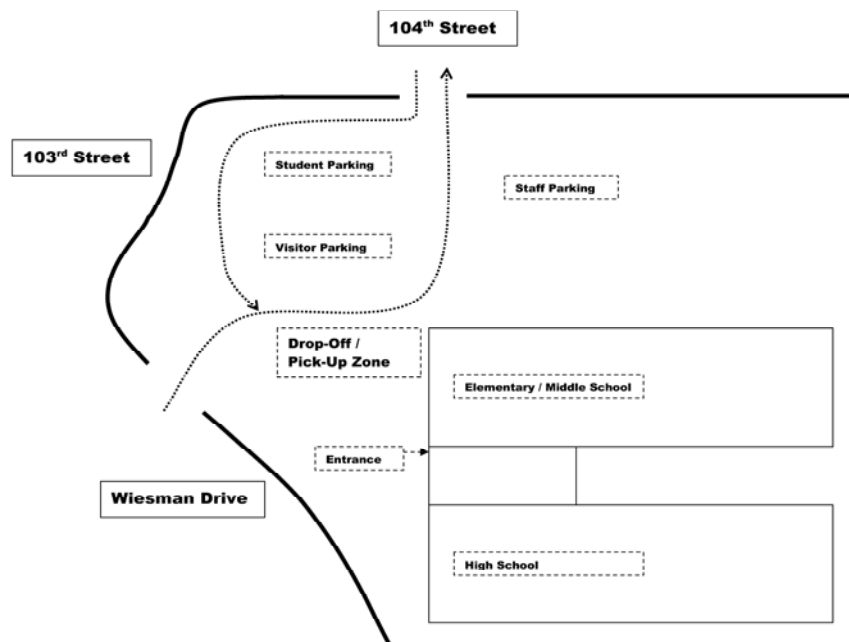 104th Street
103rd Street
Student Parking
Staff Parking
Visitor Parking
Drop-Off /
Pick-Up Zone
Elementary / Middle School
Entrance
Wiesman Drive
High School